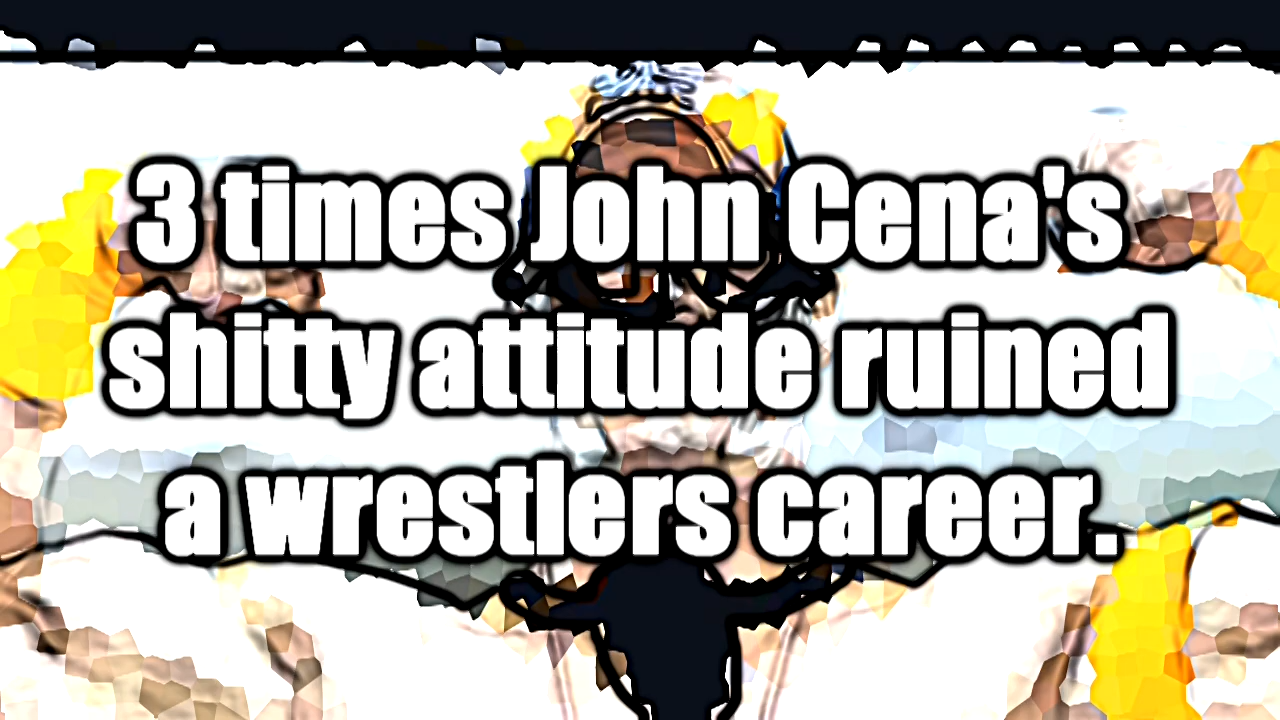 3 times John Cena's
shitty attitude ruined
a wrestlers career.